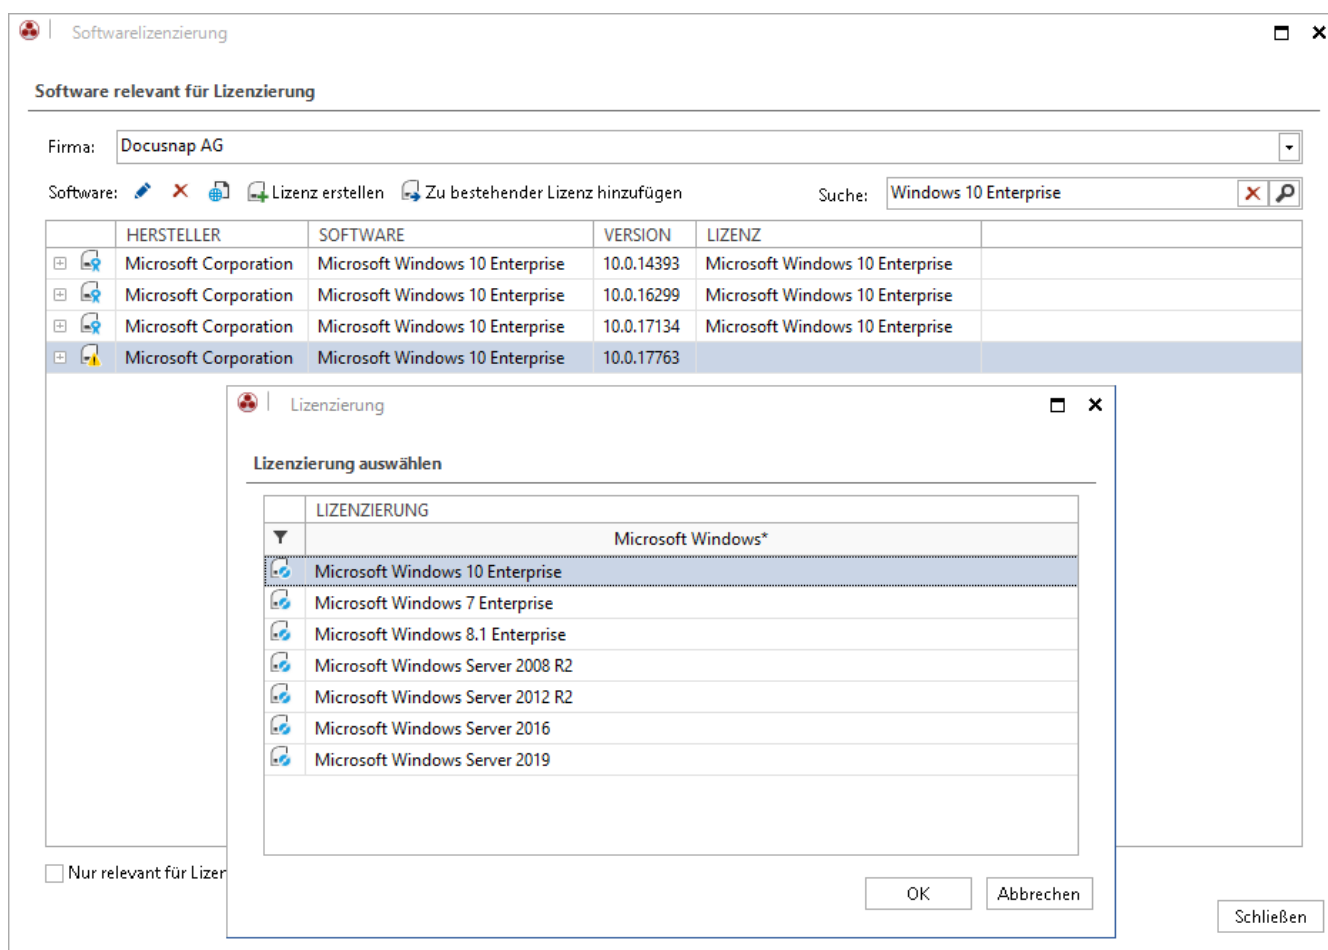 Softwarelizenzierung
Software relevant für Lizenzierung
Firma: Docusnap AG
Software: Lizenz erstellen Zu bestehender Lizenz hinzufügen Suche: Windows 10 Enterprise
HERSTELLER SOFTWARE VERSION LIZENZ
Microsoft Corporation Microsoft Windows 10 Enterprise 10.0.14393 Microsoft Windows 10 Enterprise
Microsoft Corporation Microsoft Windows 10 Enterprise 10.0.16299 Microsoft Windows 10 Enterprise
Microsoft Corporation Microsoft Windows 10 Enterprise 10.0.17134 Microsoft Windows 10 Enterprise
Microsoft Corporation Microsoft Windows 10 Enterprise 10.0.17763
Lizenzierung
Lizenzierung auswählen
LIZENZIERUNG
Microsoft Windows*
Microsoft Windows 10 Enterprise
Microsoft Windows 7 Enterprise
Microsoft Windows 8.1 Enterprise
Microsoft Windows Server 2008 R2
Microsoft Windows Server 2012 R2
Microsoft Windows Server 2016
Microsoft Windows Server 2019
Nur relevant für Lizer
OK Abbrechen
Schließen